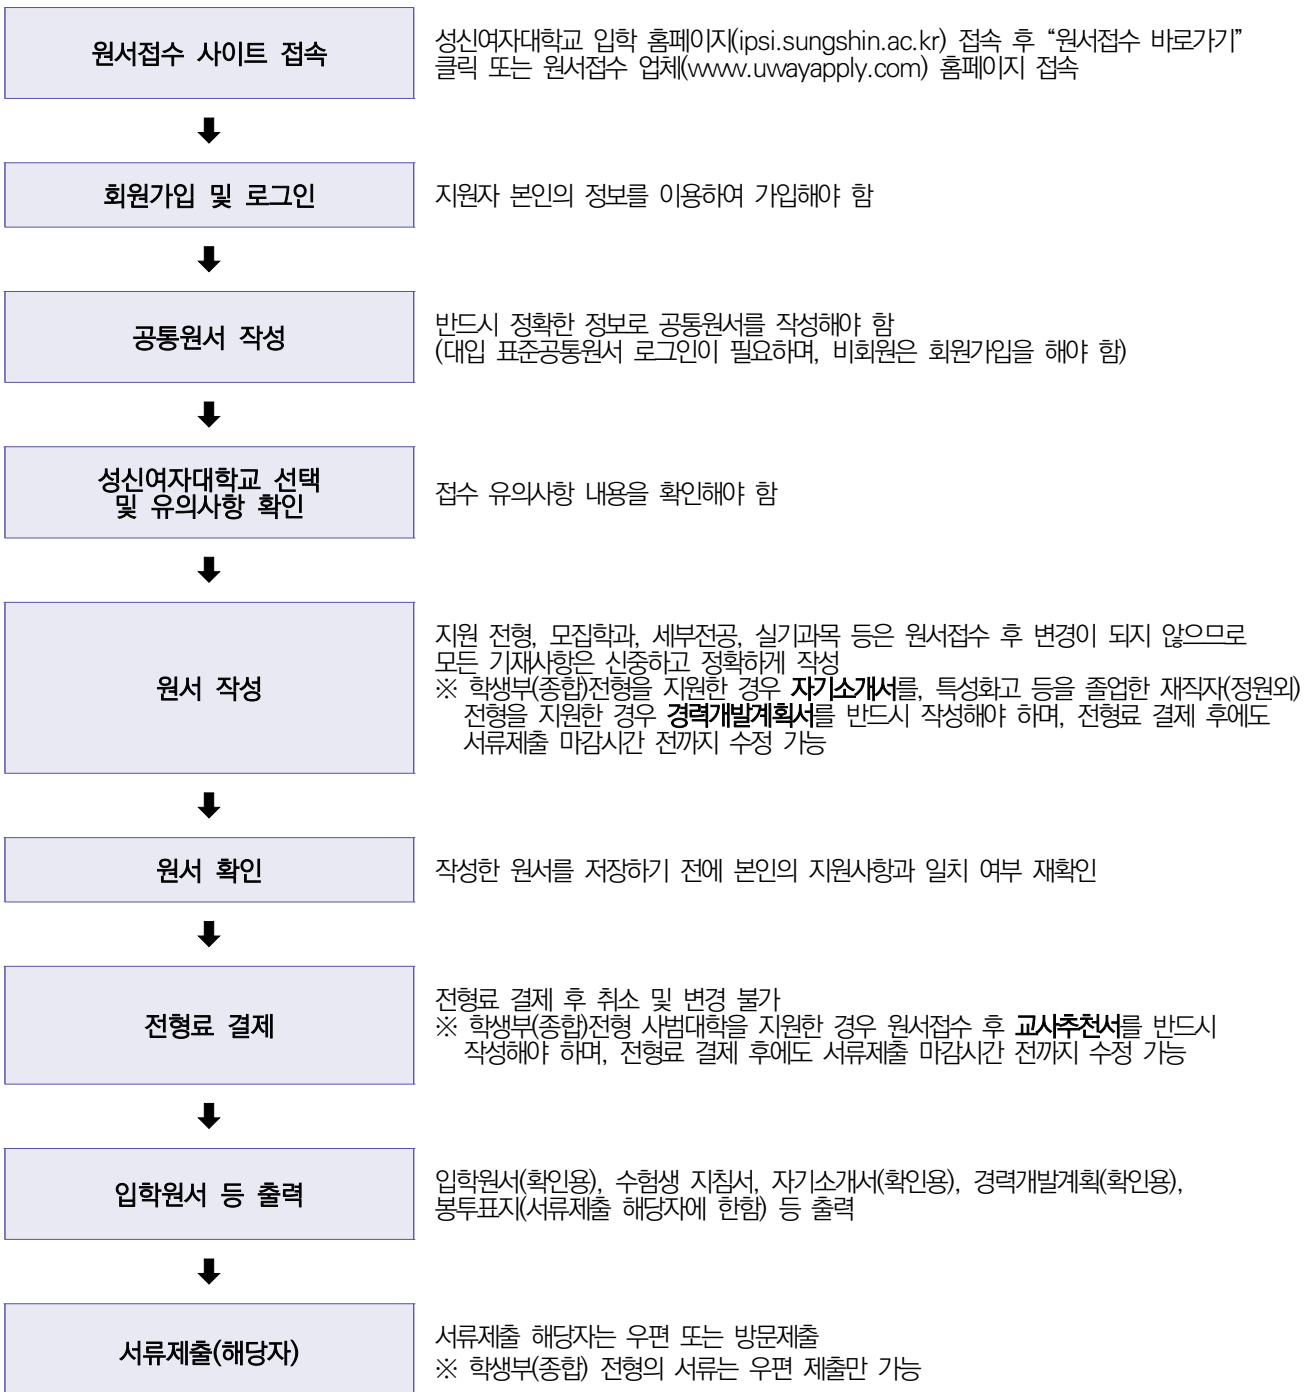 원서접수 사이트 접속
성신여자대학교 입학 홈페이지(ipsi.sungshin.ac.kr) 접속 후 “원서접수 바로가기”
클릭 또는 원서접수 업체(www.uwayapply.com) 홈페이지 접속
회원가입 및 로그인
지원자 본인의 정보를 이용하여 가입해야 함
공통원서 작성
반드시 정확한 정보로 공통원서를 작성해야 함
(대입 표준공통원서 로그인이 필요하며, 비회원은 회원가입을 해야 함)
성신여자대학교 선택
및 유의사항 확인
접수 유의사항 내용을 확인해야 함
원서 작성
지원 전형, 모집학과, 세부전공, 실기과목 등은 원서접수 후 변경이 되지 않으므로
모든 기재사항은 신중하고 정확하게 작성
※ 학생부(종합)전형을 지원한 경우 자기소개서를, 특성화고 등을 졸업한 재직자(정원외)
전형을 지원한 경우 경력개발계획서를 반드시 작성해야 하며, 전형료 결제 후에도
서류제출 마감시간 전까지 수정 가능
원서 확인
작성한 원서를 저장하기 전에 본인의 지원사항과 일치 여부 재확인
전형료 결제
전형료 결제 후 취소 및 변경 불가
※ 학생부(종합)전형 사범대학을 지원한 경우 원서접수 후 교사추천서를 반드시
작성해야 하며, 전형료 결제 후에도 서류제출 마감시간 전까지 수정 가능
입학원서 등 출력
입학원서(확인용), 수험생 지침서, 자기소개서(확인용), 경력개발계획(확인용),
봉투표지(서류제출 해당자에 한함) 등 출력
서류제출(해당자)
서류제출 해당자는 우편 또는 방문제출
※ 학생부(종합) 전형의 서류는 우편 제출만 가능